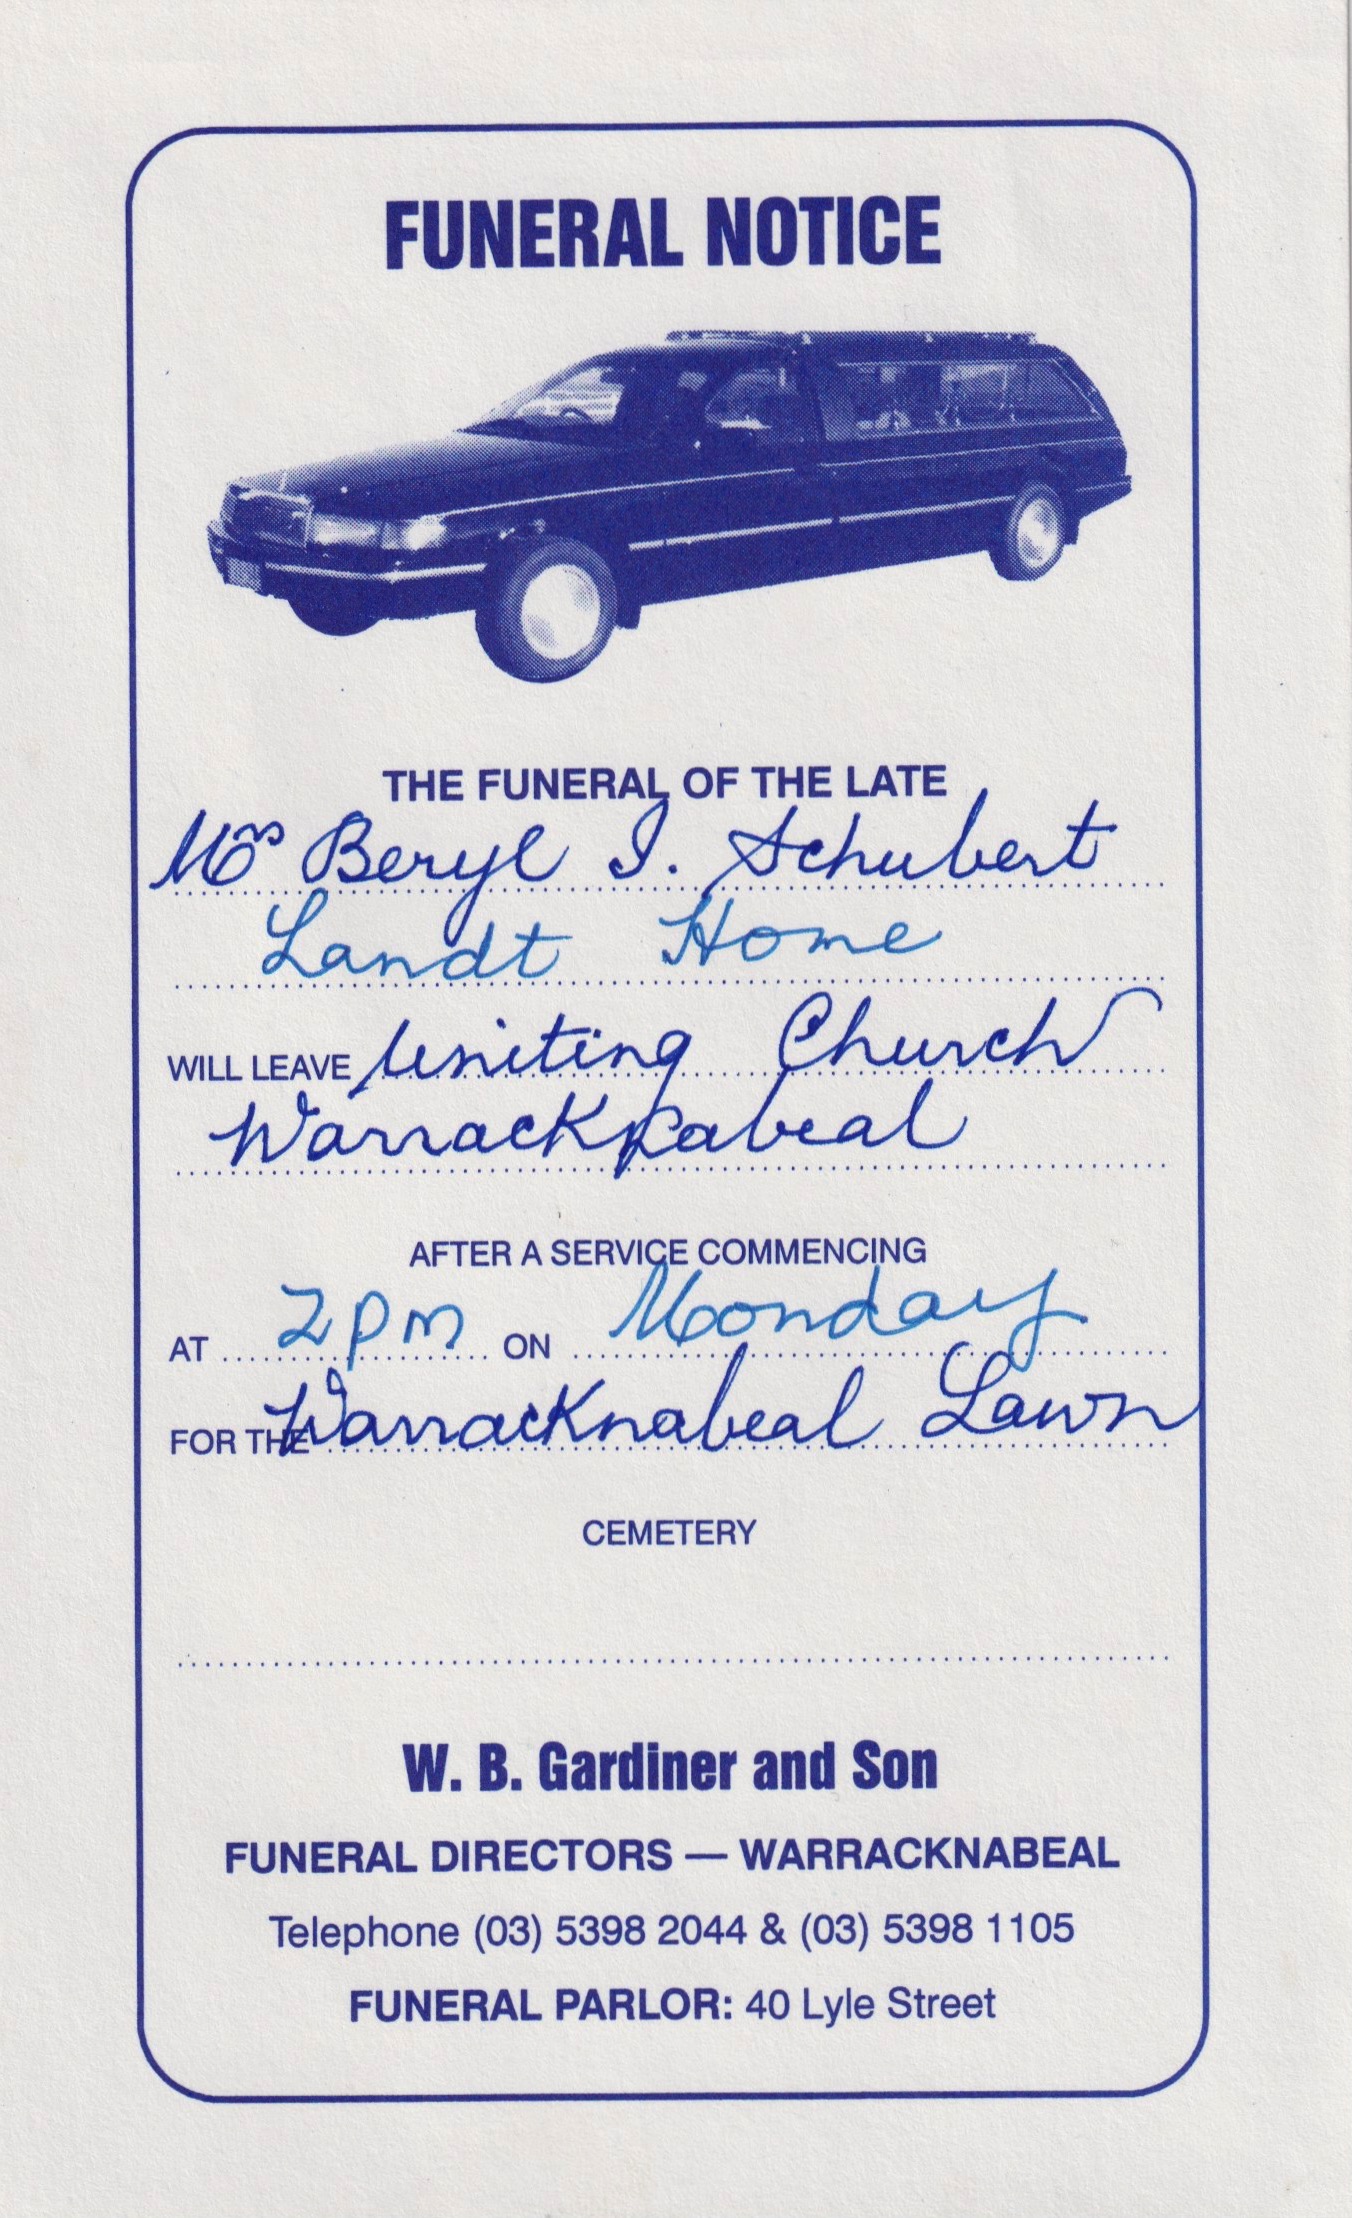 FUNERAL NOTICE
THE FUNERAL OF THE LATE
Mrs Beryl I. Schubert
Landt Home
WILL LEAVE Uniting Church
Warracknabeal
AFTER A SERVICE COMMENCING
AT 2pm ON Monday
FOR THE Warracknabeal Lawn
CEMETERY
W. B. Gardiner and Son
FUNERAL DIRECTORS — WARRACKNABEAL
Telephone (03) 5398 2044 & (03) 5398 1105
FUNERAL PARLOR: 40 Lyle Street